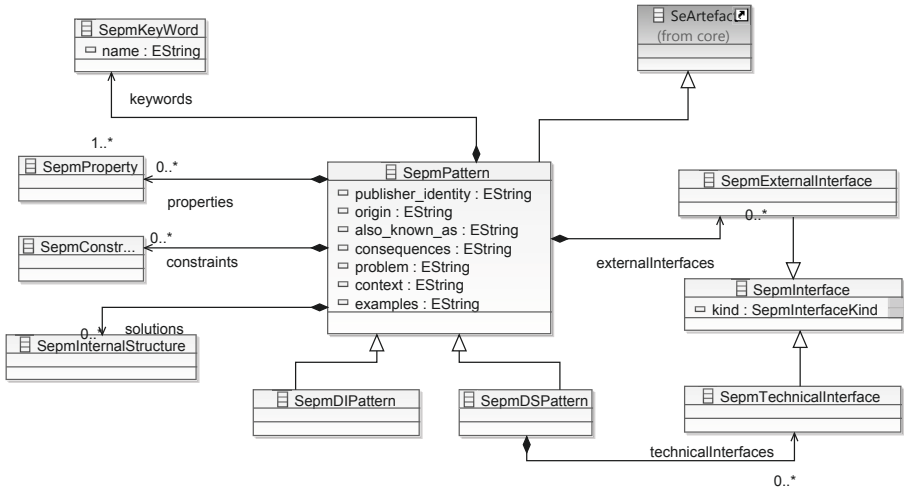 SepmKeyWord
name : EString
SeArtefact
(from core)
keywords
1..*
SepmProperty
0..*
properties
SepmPattern
publisher_identity : EString
origin : EString
also_known_as : EString
consequences : EString
problem : EString
context : EString
examples : EString
SepmExternalInterface
0..*
externalInterfaces
SepmConstr...
0..*
constraints
SepmInterface
kind : SepmInterfaceKind
0..*
solutions
SepmInternalStructure
SepmDIPattern
SepmDSPattern
SepmTechnicalInterface
technicalInterfaces
0..*